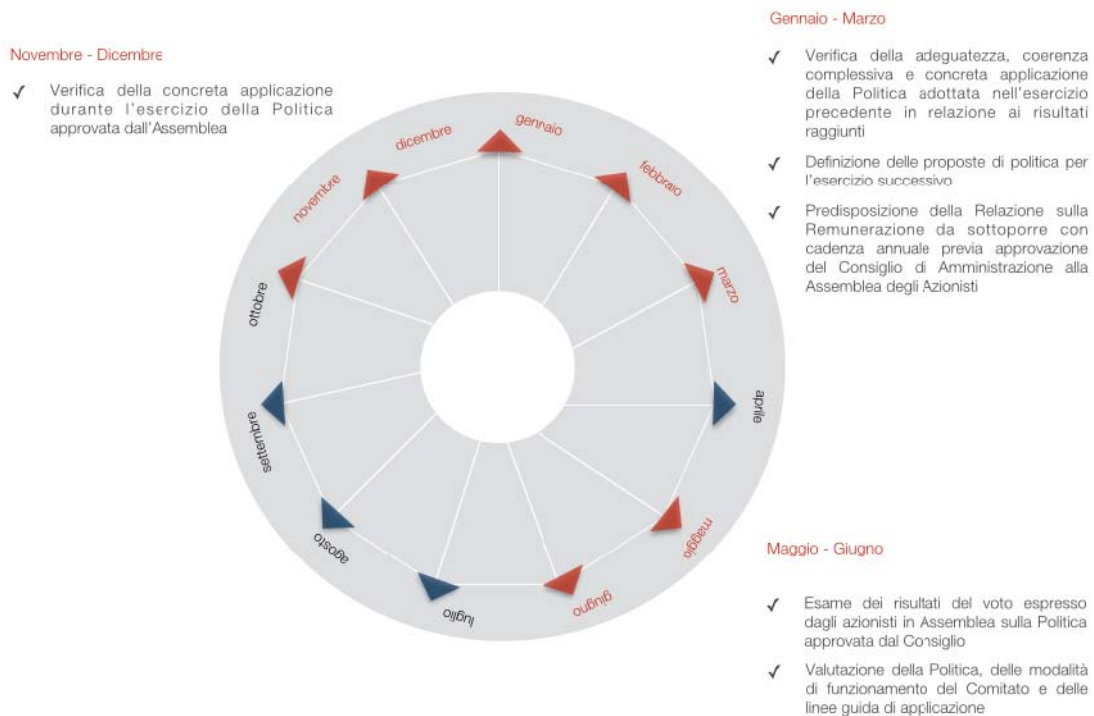 Gennaio - Marzo
✓ Verifica della adeguatezza, coerenza
complessiva e concreta applicazione
della Politica adottata nell'esercizio
precedente in relazione ai risultati
raggiunti
✓ Definizione delle proposte di politica per
l'esercizio successivo
✓ Predisposizione della Relazione sulla
Remunerazione da sottoporre con
cadenza annuale previa approvazione
del Consiglio di Amministrazione alla
Assemblea degli Azionisti
Novembre - Dicembre
✓ Verifica della concreta applicazione
durante l'esercizio della Politica
approvata dall'Assemblea
gennaio
febbraio
marzo
aprile
maggio
giugno
luglio
agosto
settembre
ottobre
novembre
dicembre
Maggio - Giugno
✓ Esame dei risultati del voto espresso
dagli azionisti in Assemblea sulla Politica
approvata dal Consiglio
✓ Valutazione della Politica, delle modalità
di funzionamento del Comitato e delle
linee guida di applicazione